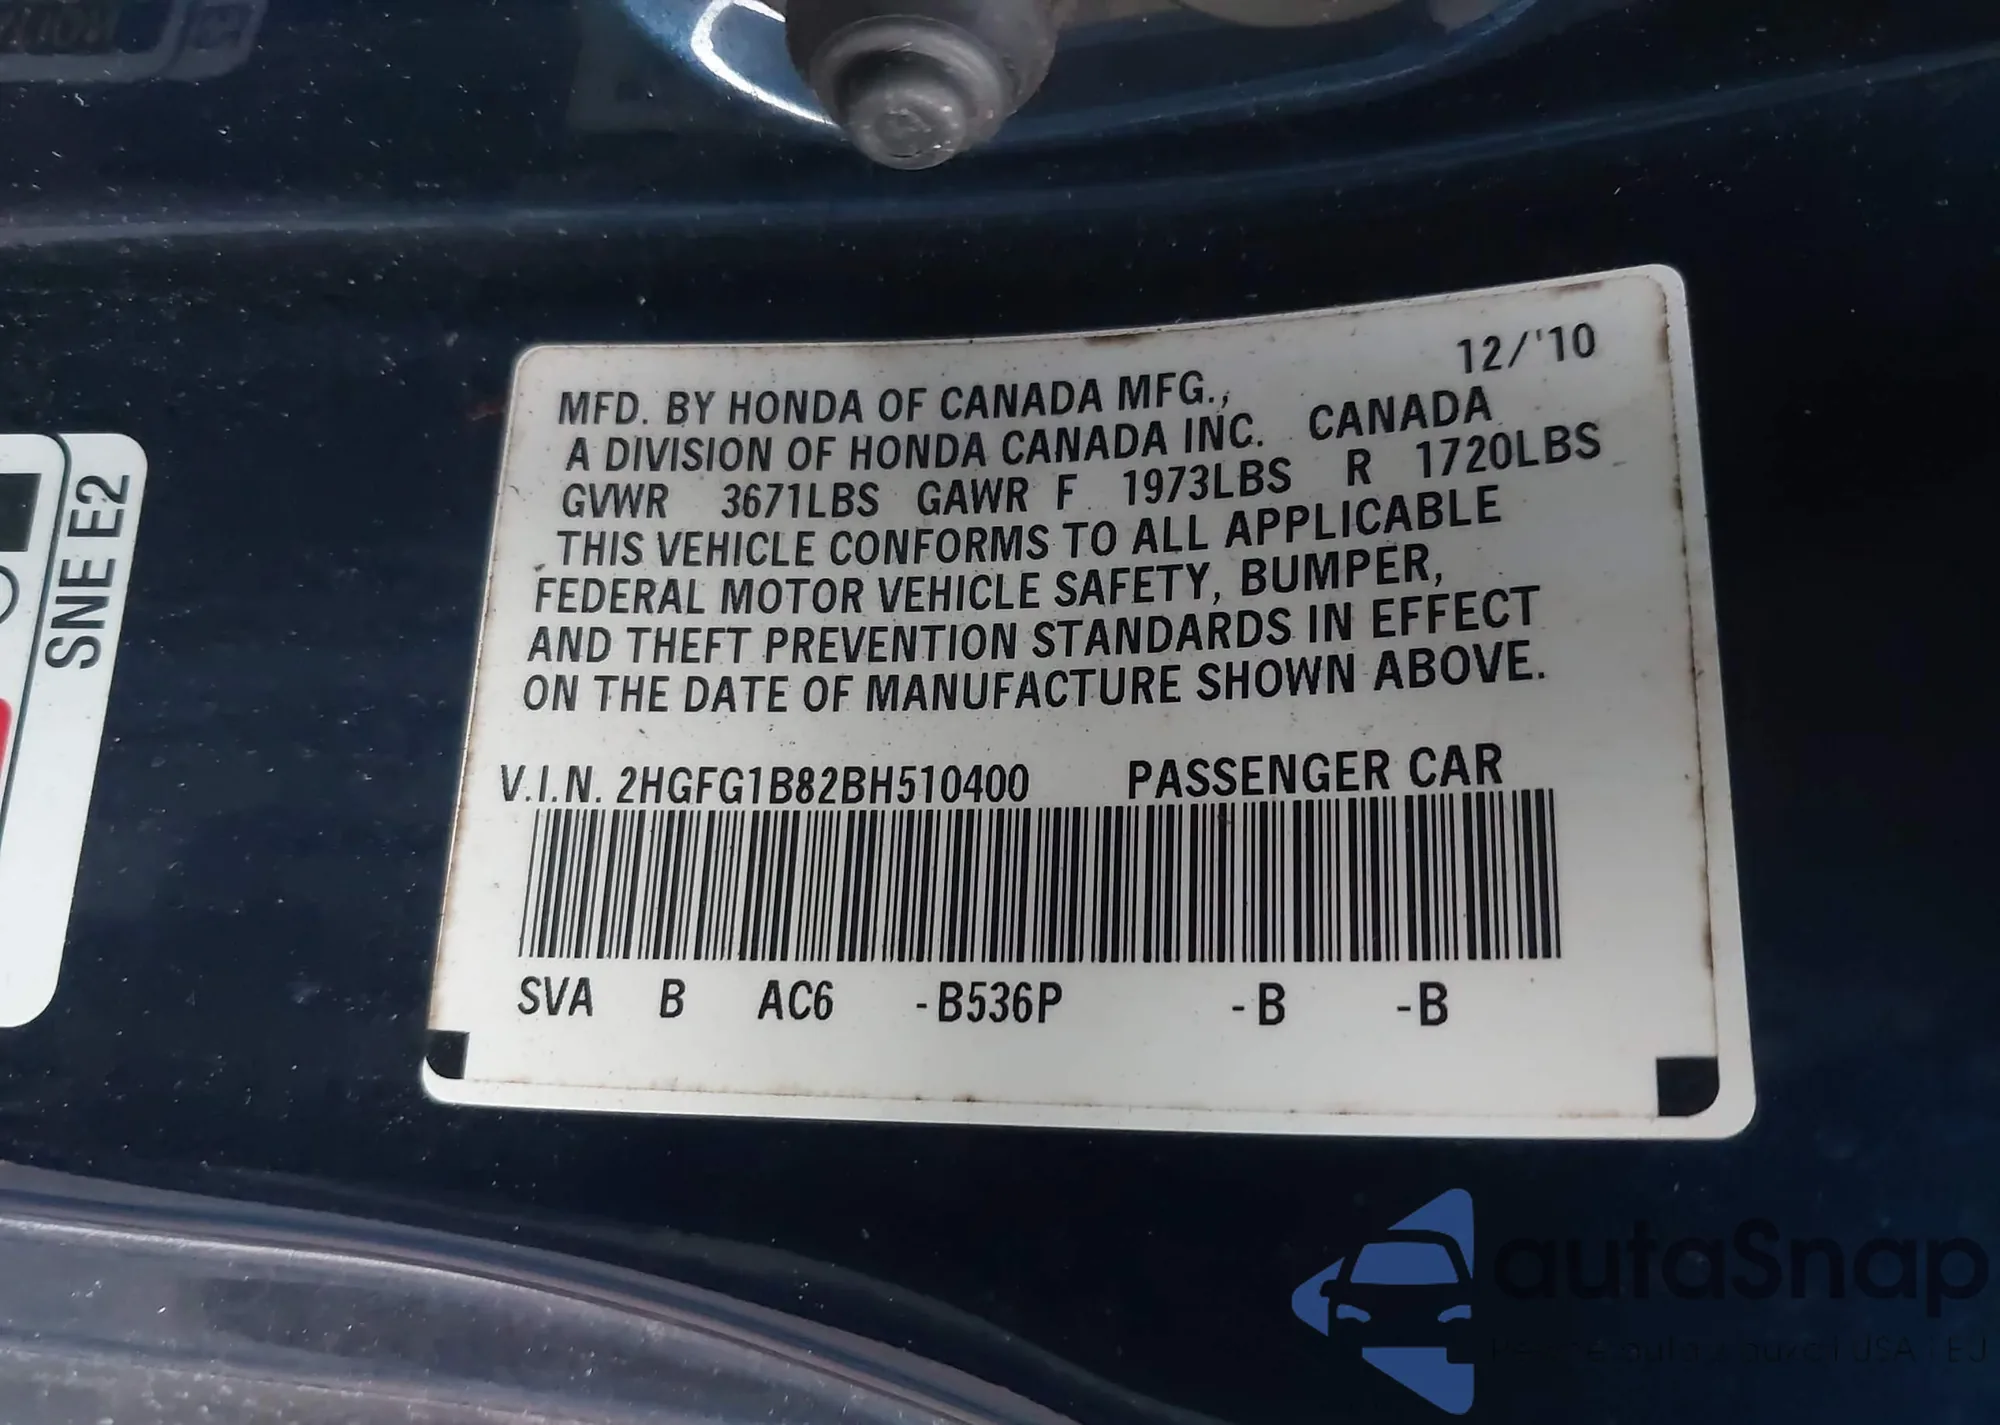 12/'10
MFD. BY HONDA OF CANADA MFG.,
A DIVISION OF HONDA CANADA INC. CANADA
GVWR 3671LBS GAWR F 1973LBS R 1720LBS
THIS VEHICLE CONFORMS TO ALL APPLICABLE
FEDERAL MOTOR VEHICLE SAFETY, BUMPER,
AND THEFT PREVENTION STANDARDS IN EFFECT
ON THE DATE OF MANUFACTURE SHOWN ABOVE.
V.I.N. 2HGFG1B82BH510400 PASSENGER CAR
SVA B AC6 -B536P -B -B
SNE E2
autaSnap
USA